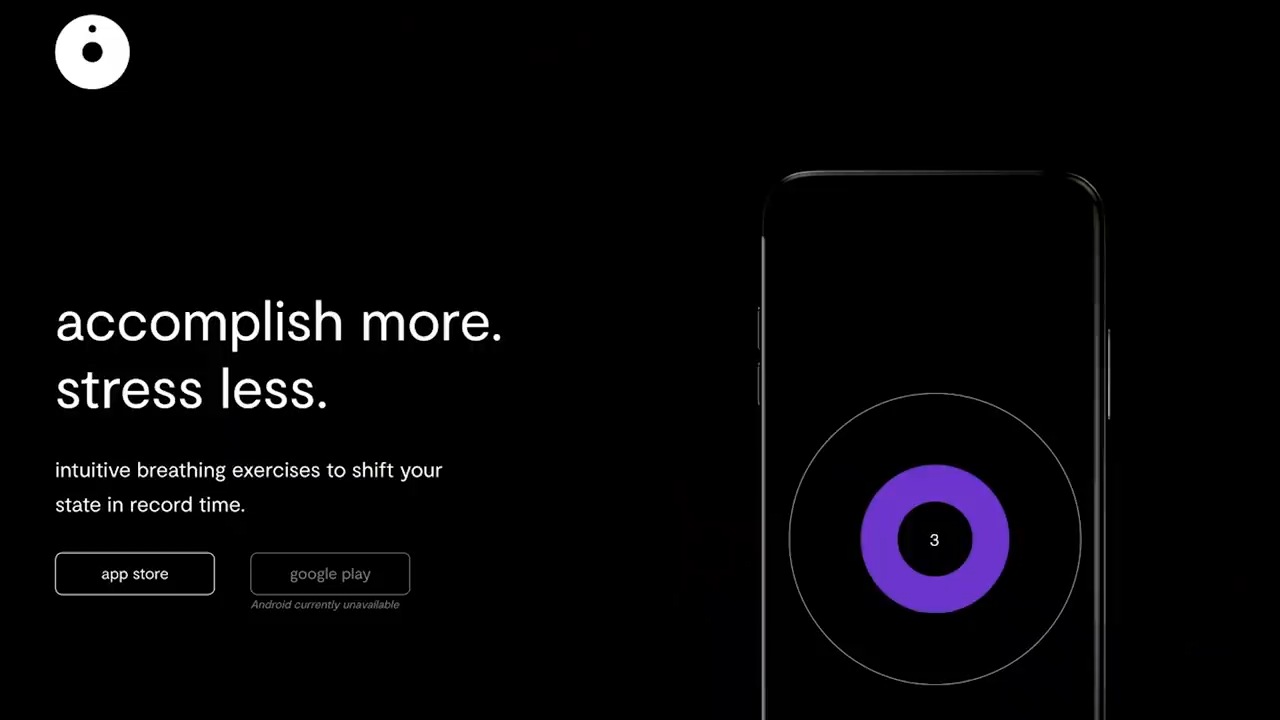 accomplish more.
stress less.
intuitive breathing exercises to shift your
state in record time.
app store
google play
Android currently unavailable
3